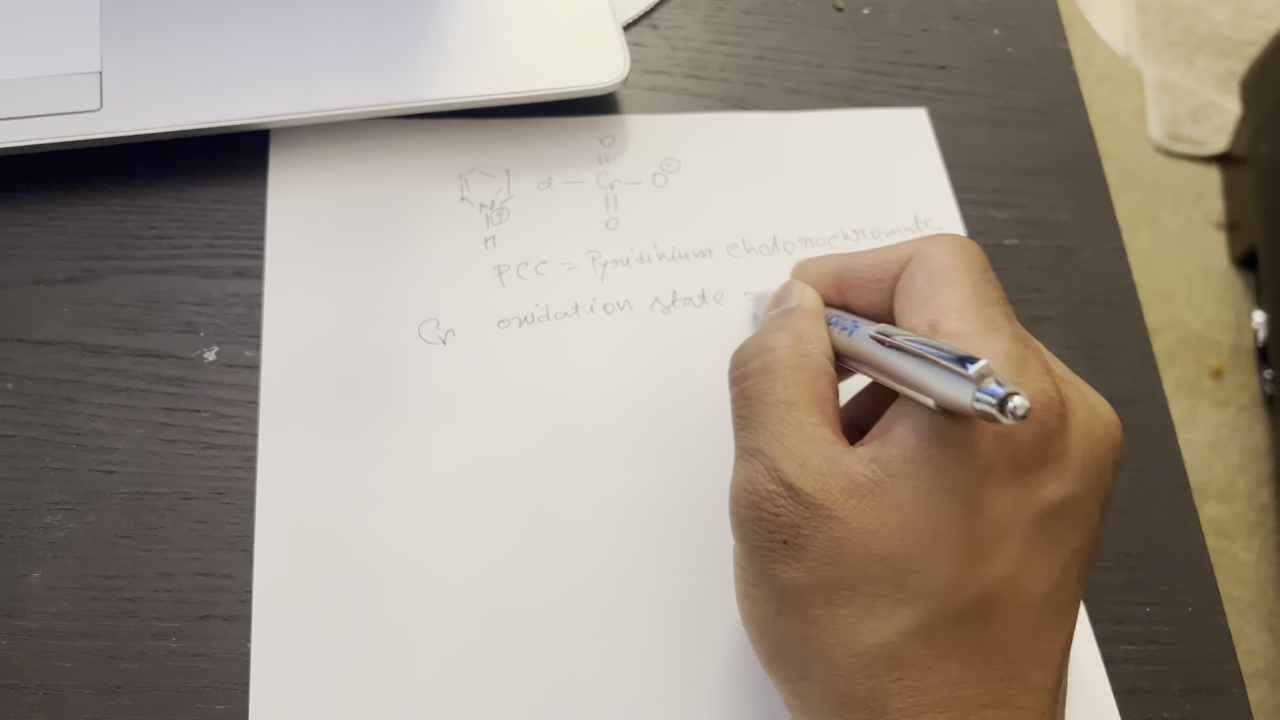 O
Cl — Cr — O⊖
N⊕ O
H
PCC = Pyridinium cholorochromate
Cr oxidation state =